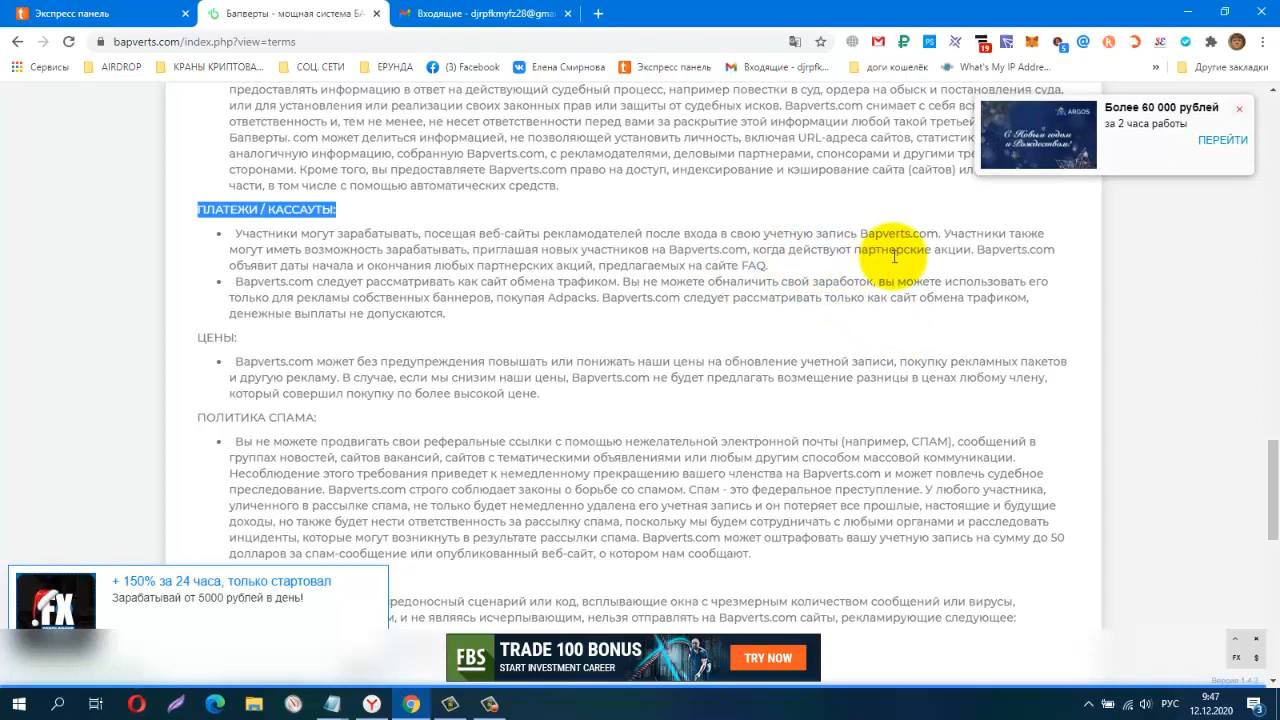 Экспресс панель
Бапверты - мощная система БА
Входящие - djrpfkmyfz28@gma
bapverts.com/index.php?view=terms
Сервисы
AIRDROP
КРАНЫ КРИПТОВА...
СОЦ. СЕТИ
ЕРУНДА
(3) Facebook
Елена Смирнова
Экспресс панель
Входящие - djrpfk...
доги кошелёк
What's My IP Addre...
»
Другие закладки
предоставлять информацию в ответ на действующий судебный процесс, например повестки в суд, ордера на обыск и постановления суда,
или для установления или реализации своих законных прав или защиты от судебных исков. Bapverts.com снимает с себя вся
ответственность и, тем не менее, не несет ответственности перед вами за раскрытие этой информации любой такой третьей
Бапверты. com может делиться информацией, не позволяющей установить личность, включая URL-адреса сайтов, статистик
аналогичную информацию, собранную Bapverts.com, с рекламодателями, деловыми партнерами, спонсорами и другими тре
сторонами. Кроме того, вы предоставляете Bapverts.com право на доступ, индексирование и кэширование сайта (сайтов) ил
части, в том числе с помощью автоматических средств.
ARGOS
С Новым годом
и Рождеством!
Более 60 000 рублей
за 2 часа работы
ПЕРЕЙТИ
ПЛАТЕЖИ / КАССАУТЫ:
• Участники могут зарабатывать, посещая веб-сайты рекламодателей после входа в свою учетную запись Bapverts.com. Участники также
могут иметь возможность зарабатывать, приглашая новых участников на Bapverts.com, когда действуют партнерские акции. Bapverts.com
объявит даты начала и окончания любых партнерских акций, предлагаемых на сайте FAQ.
• Bapverts.com следует рассматривать как сайт обмена трафиком. Вы не можете обналичить свой заработок, вы можете использовать его
только для рекламы собственных баннеров, покупая Adpacks. Bapverts.com следует рассматривать только как сайт обмена трафиком,
денежные выплаты не допускаются.
ЦЕНЫ:
• Bapverts.com может без предупреждения повышать или понижать наши цены на обновление учетной записи, покупку рекламных пакетов
и другую рекламу. В случае, если мы снизим наши цены, Bapverts.com не будет предлагать возмещение разницы в ценах любому члену,
который совершил покупку по более высокой цене.
ПОЛИТИКА СПАМА:
• Вы не можете продвигать свои реферальные ссылки с помощью нежелательной электронной почты (например, СПАМ), сообщений в
группах новостей, сайтов вакансий, сайтов с тематическими объявлениями или любым другим способом массовой коммуникации.
Несоблюдение этого требования приведет к немедленному прекращению вашего членства на Bapverts.com и может повлечь судебное
преследование. Bapverts.com строго соблюдает законы о борьбе со спамом. Спам - это федеральное преступление. У любого участника,
уличенного в рассылке спама, не только будет немедленно удалена его учетная запись и он потеряет все прошлые, настоящие и будущие
доходы, но также будет нести ответственность за рассылку спама, поскольку мы будем сотрудничать с любыми органами и расследовать
инциденты, которые могут возникнуть в результате рассылки спама. Bapverts.com может оштрафовать вашу учетную запись на сумму до 50
долларов за спам-сообщение или опубликованный веб-сайт, о котором нам сообщают.
+ 150% за 24 часа, только стартовал
Зарабатывай от 5000 рублей в день!
FX
редоносный сценарий или код, всплывающие окна с чрезмерным количеством сообщений или вирусы,
и, и не являясь исчерпывающим, нельзя отправлять на Bapverts.com сайты, рекламирующие следующее:
FBS
TRADE 100 BONUS
START INVESTMENT CAREER
TRY NOW
FX $
Версия 1.4.3
РУС
9:47
12.12.2020